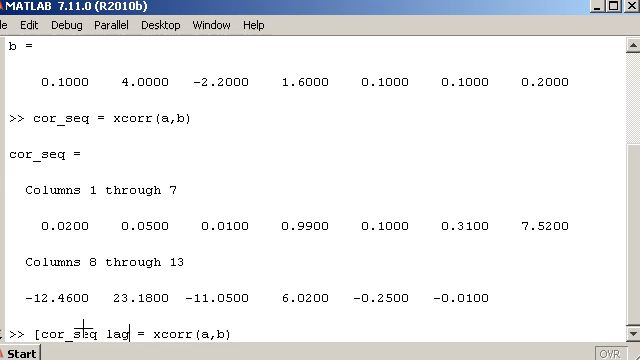 MATLAB 7.11.0 (R2010b)
le Edit Debug Parallel Desktop Window Help
b =
0.1000 4.0000 -2.2000 1.6000 0.1000 0.1000 0.2000
>> cor_seq = xcorr(a,b)
cor_seq =
Columns 1 through 7
0.0200 0.0500 0.0100 0.9900 0.1000 0.3100 7.5200
Columns 8 through 13
-12.4600 23.1800 -11.0500 6.0200 -0.2500 -0.0100
>> [cor_seq lag = xcorr(a,b)
Start OVR